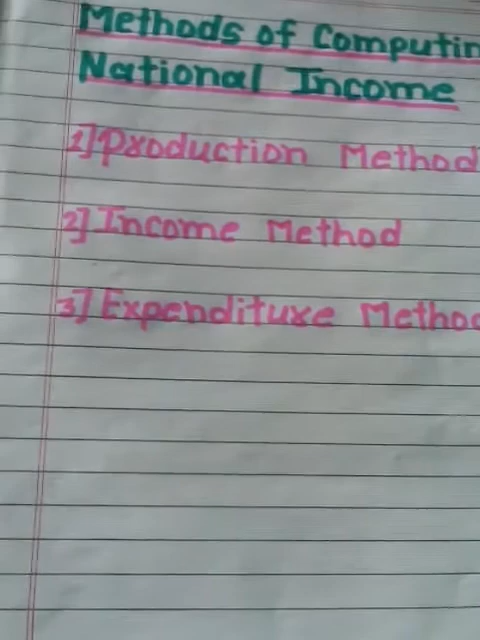 Methods of Computin
National Income
1] Production Method
2] Income Method
3] Expenditure Metho